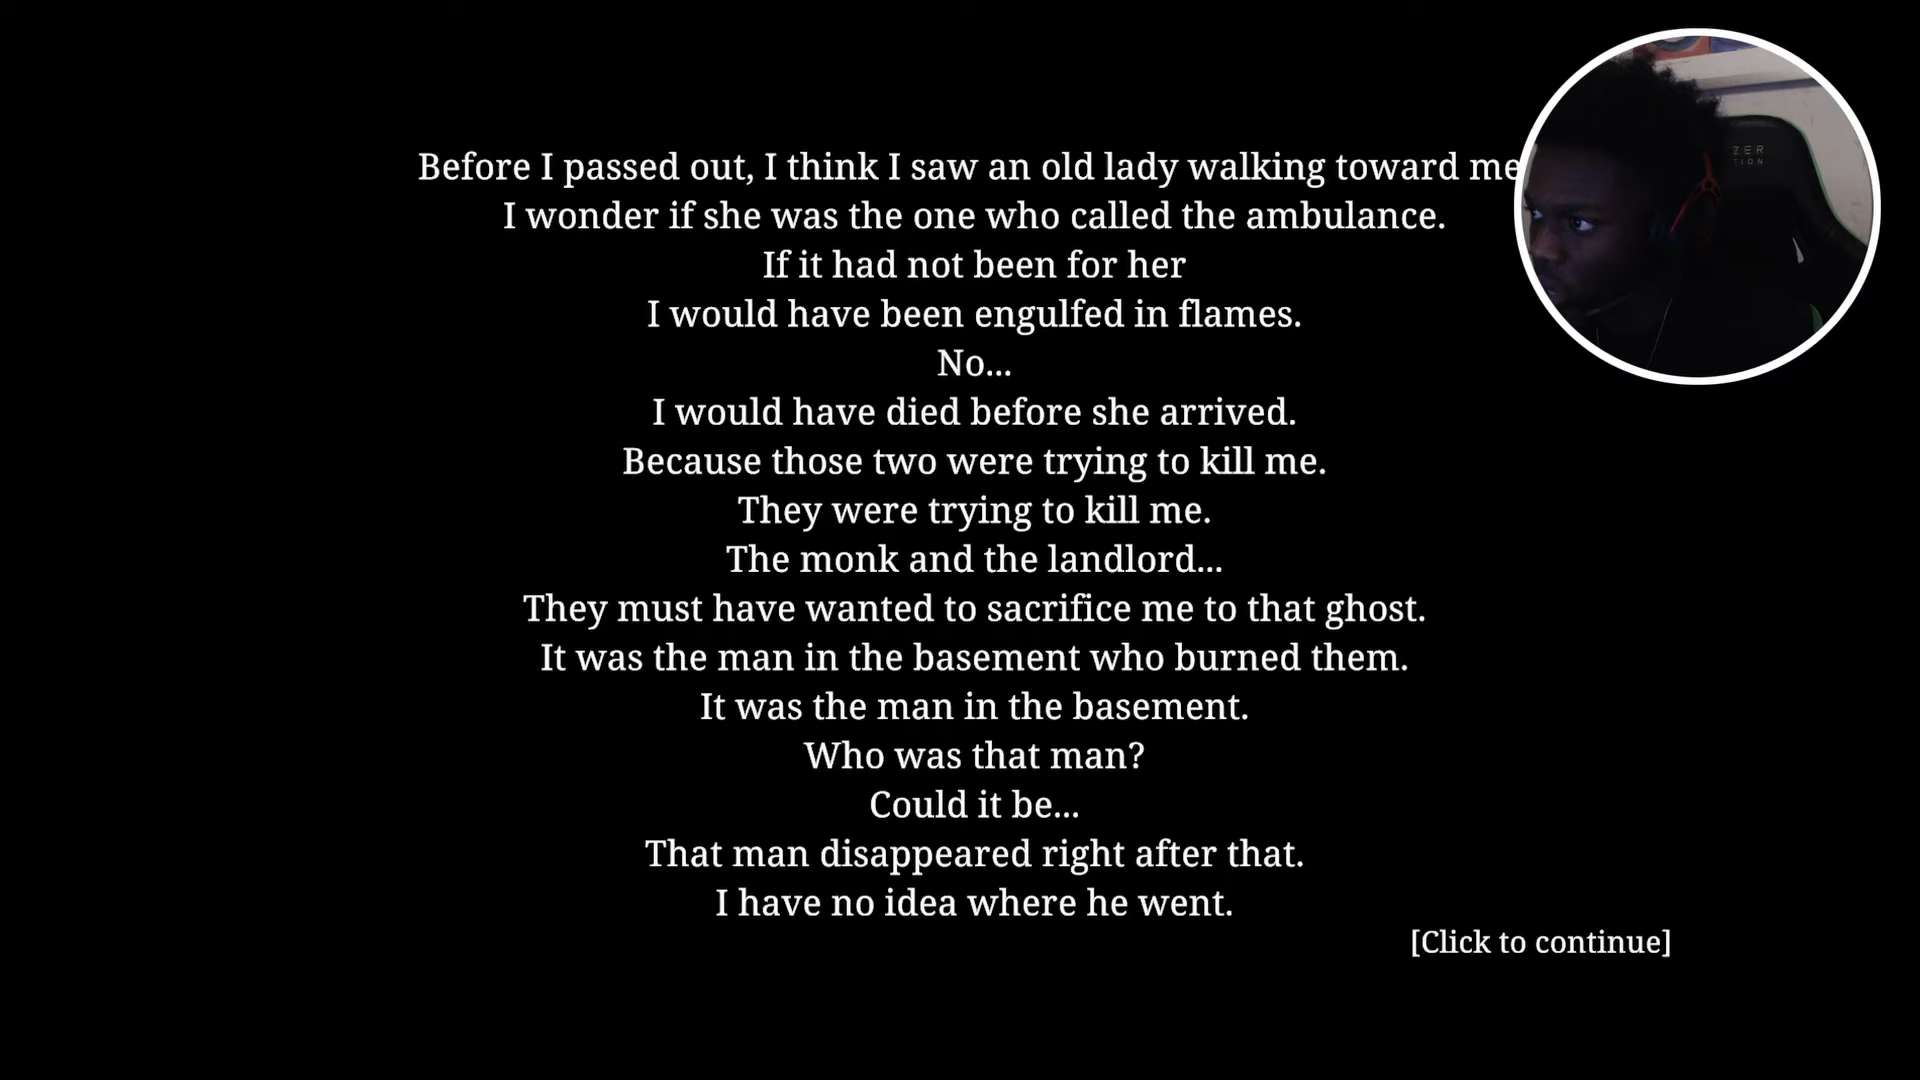 Before I passed out, I think I saw an old lady walking toward me
I wonder if she was the one who called the ambulance.
If it had not been for her
I would have been engulfed in flames.
No...
I would have died before she arrived.
Because those two were trying to kill me.
They were trying to kill me.
The monk and the landlord...
They must have wanted to sacrifice me to that ghost.
It was the man in the basement who burned them.
It was the man in the basement.
Who was that man?
Could it be...
That man disappeared right after that.
I have no idea where he went.
[Click to continue]
ZER
TION